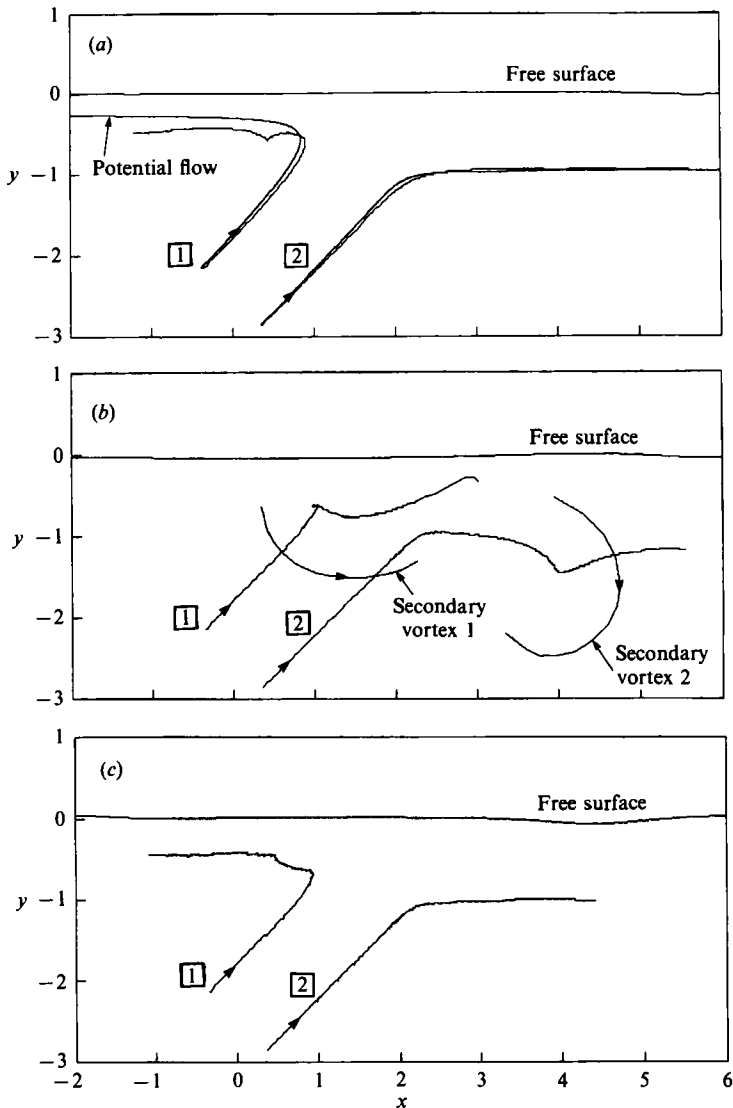 1
(a)
Free surface
0
Potential flow
y
−1
1
2
−2
−3
1
(b)
Free surface
0
y
−1
1
2
−2
Secondary
vortex 1
Secondary
vortex 2
−3
1
(c)
Free surface
0
y
−1
1
2
−2
−3
−2 −1 0 1 2 3 4 5 6
x